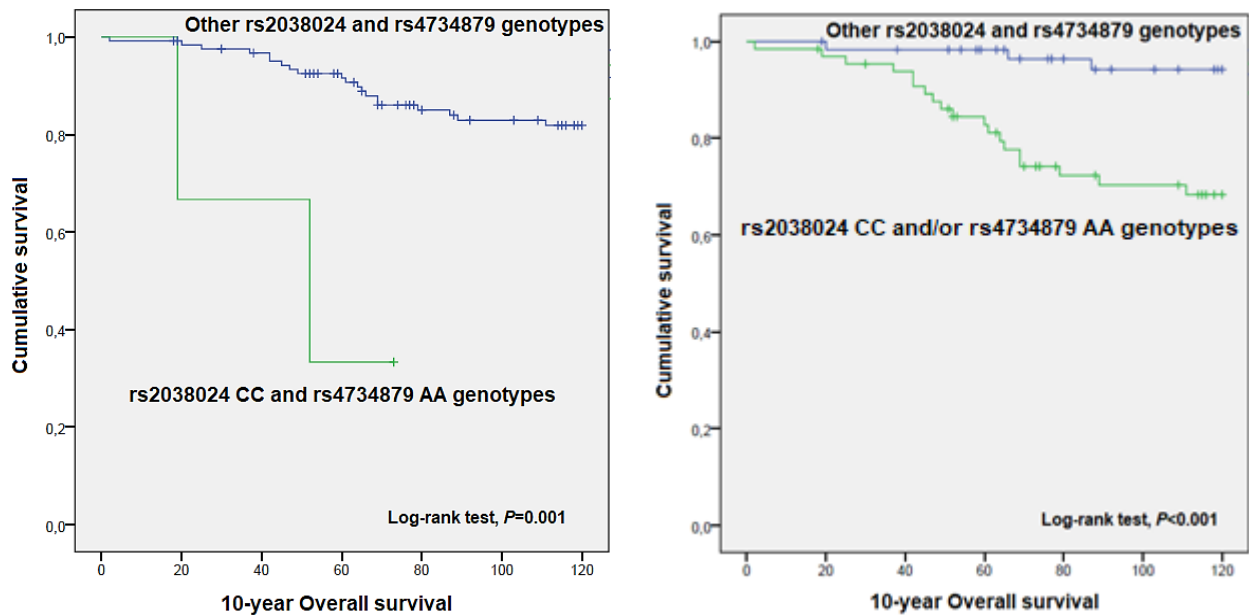 Other rs2038024 and rs4734879 genotypes
1,0
0,8
0,6
0,4
0,2
0,0
Cumulative survival
rs2038024 CC and rs4734879 AA genotypes
Log-rank test, P=0.001
0 20 40 60 80 100 120
10-year Overall survival
Other rs2038024 and rs4734879 genotypes
1,0
0,8
0,6
0,4
0,2
0,0
Cumulative survival
rs2038024 CC and/or rs4734879 AA genotypes
Log-rank test, P<0.001
0 20 40 60 80 100 120
10-year Overall survival